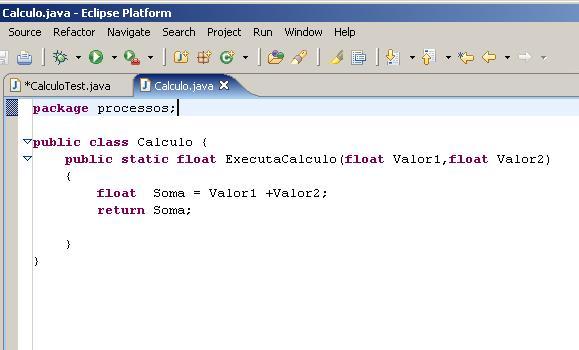 Calculo.java - Eclipse Platform
Source Refactor Navigate Search Project Run Window Help
*CalculoTest.java Calculo.java
package processos;
public class Calculo {
public static float ExecutaCalculo(float Valor1,float Valor2)
{
float Soma = Valor1 +Valor2;
return Soma;
}
}